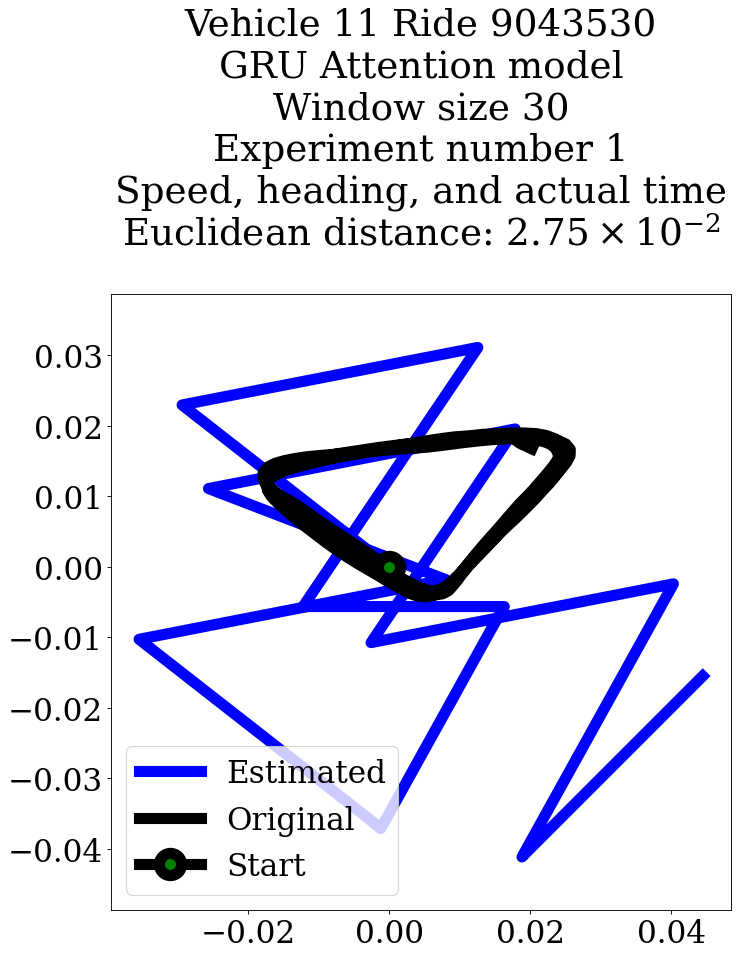 Vehicle 11 Ride 9043530
GRU Attention model
Window size 30
Experiment number 1
Speed, heading, and actual time
Euclidean distance: 2.75 × 10⁻²
0.03
0.02
0.01
0.00
−0.01
−0.02
−0.03
−0.04
Estimated
Original
Start
−0.02 0.00 0.02 0.04